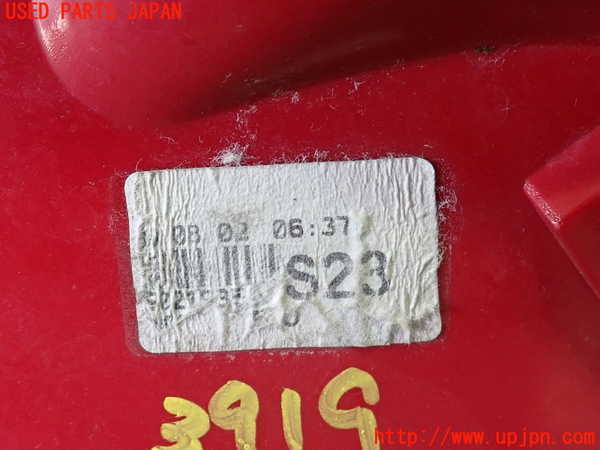 USED PARTS JAPAN
08 02 06:37
S23
3919
http://www.upjpn.com/